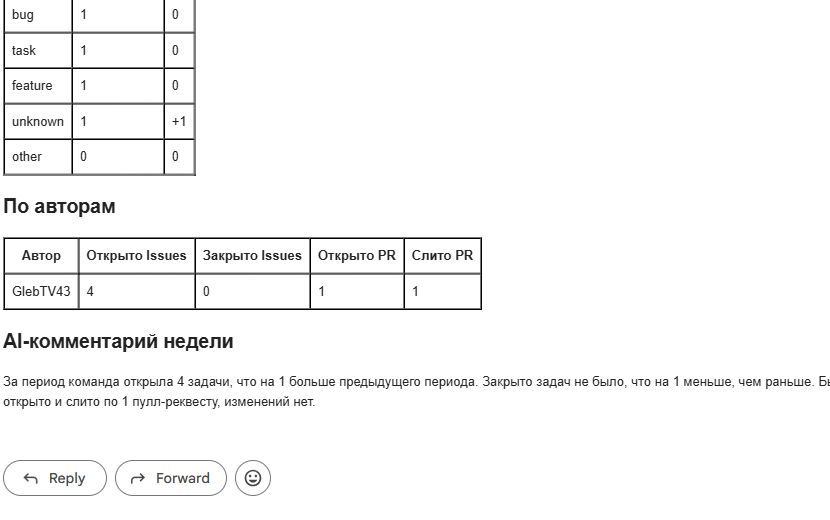 bug 1 0
task 1 0
feature 1 0
unknown 1 +1
other 0 0
По авторам
Автор Открыто Issues Закрыто Issues Открыто PR Слито PR
GlebTV43 4 0 1 1
AI-комментарий недели
За период команда открыла 4 задачи, что на 1 больше предыдущего периода. Закрыто задач не было, что на 1 меньше, чем раньше.
открыто и слито по 1 пулл-реквесту, изменений нет.
Reply Forward